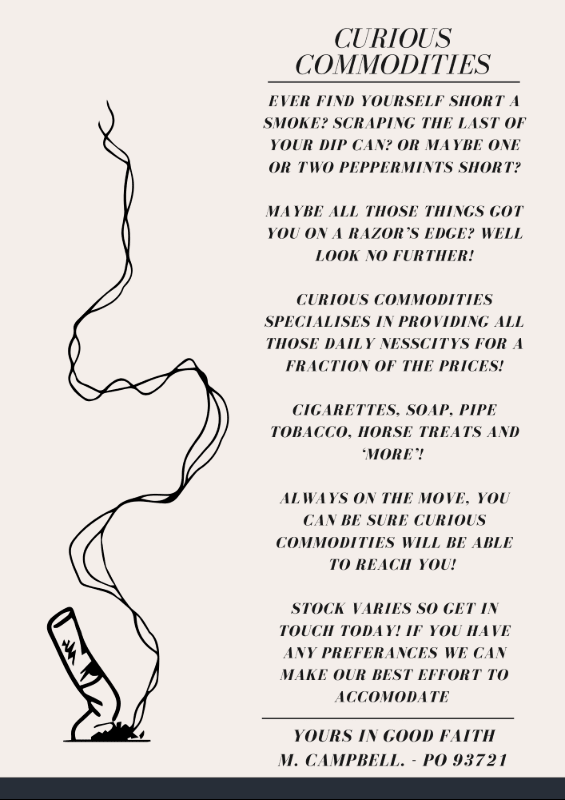 CURIOUS
COMMODITIES
EVER FIND YOURSELF SHORT A
SMOKE? SCRAPING THE LAST OF
YOUR DIP CAN? OR MAYBE ONE
OR TWO PEPPERMINTS SHORT?
MAYBE ALL THOSE THINGS GOT
YOU ON A RAZOR'S EDGE? WELL
LOOK NO FURTHER!
CURIOUS COMMODITIES
SPECIALISES IN PROVIDING ALL
THOSE DAILY NESSCITYS FOR A
FRACTION OF THE PRICES!
CIGARETTES, SOAP, PIPE
TOBACCO, HORSE TREATS AND
'MORE'!
ALWAYS ON THE MOVE, YOU
CAN BE SURE CURIOUS
COMMODITIES WILL BE ABLE
TO REACH YOU!
STOCK VARIES SO GET IN
TOUCH TODAY! IF YOU HAVE
ANY PREFERANCES WE CAN
MAKE OUR BEST EFFORT TO
ACCOMODATE
YOURS IN GOOD FAITH
M. CAMPBELL. - PO 93721